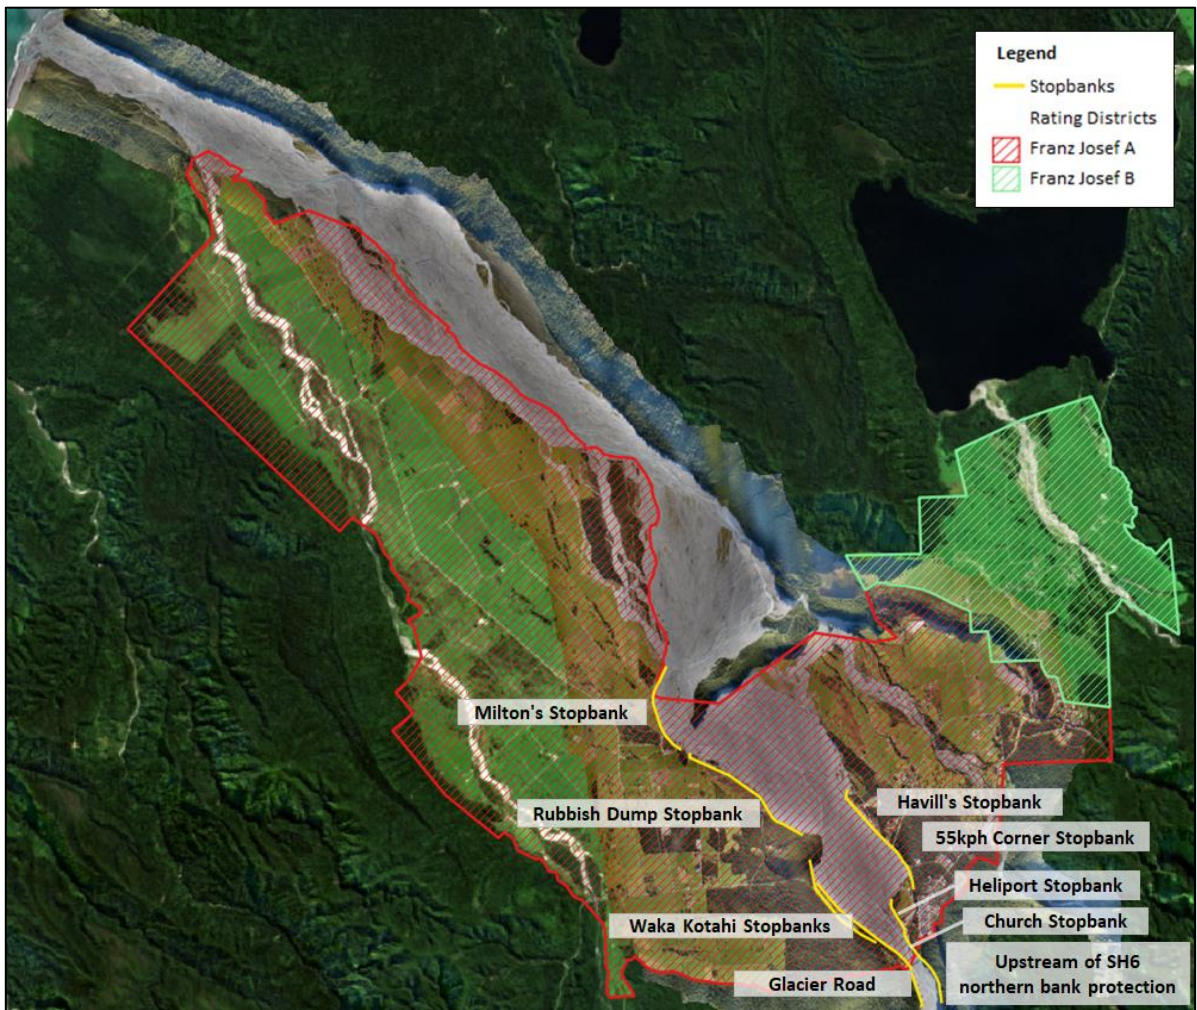 Legend
Stopbanks
Rating Districts
Franz Josef A
Franz Josef B
Milton's Stopbank
Rubbish Dump Stopbank
Havill's Stopbank
55kph Corner Stopbank
Heliport Stopbank
Waka Kotahi Stopbanks
Church Stopbank
Upstream of SH6
northern bank protection
Glacier Road